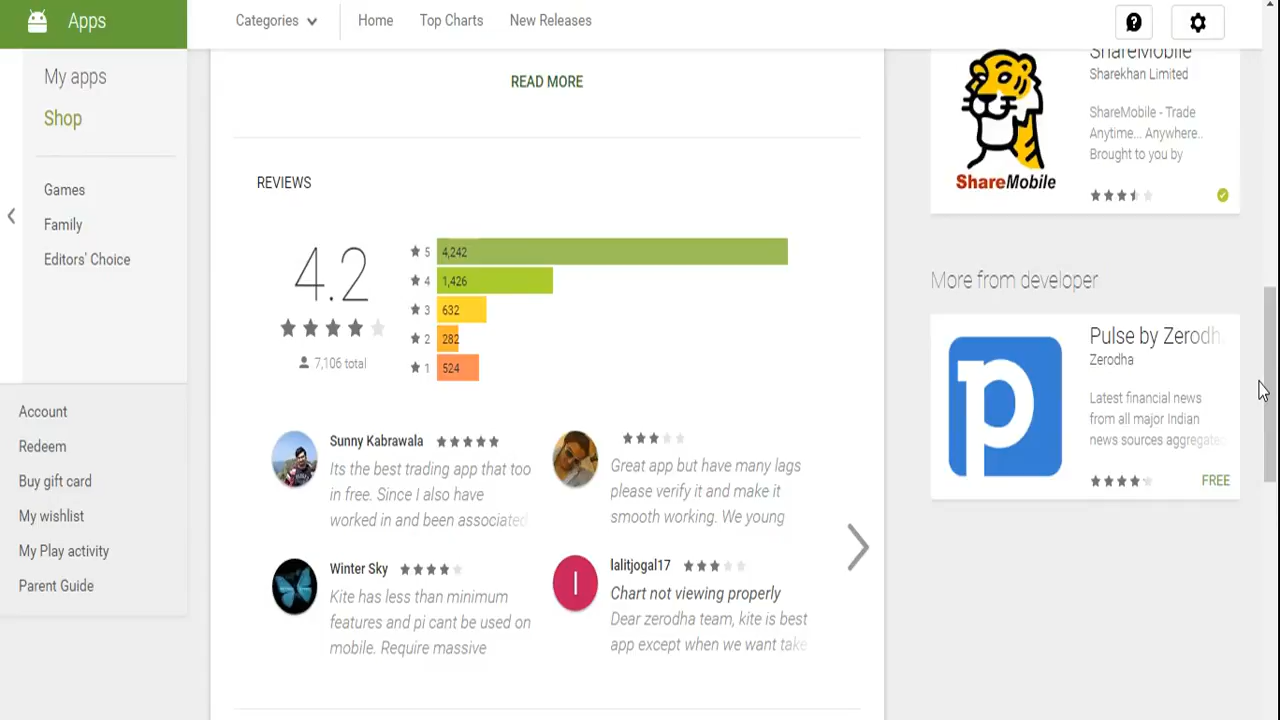 Apps
Categories
Home
Top Charts
New Releases
My apps
Shop
Games
Family
Editors' Choice
Account
Redeem
Buy gift card
My wishlist
My Play activity
Parent Guide
READ MORE
REVIEWS
4.2
7,106 total
5 4,242
4 1,426
3 632
2 282
1 524
Sunny Kabrawala
Its the best trading app that too
in free. Since I also have
worked in and been associated
Great app but have many lags
please verify it and make it
smooth working. We young
Winter Sky
Kite has less than minimum
features and pi cant be used on
mobile. Require massive
l
lalitjogal17
Chart not viewing properly
Dear zerodha team, kite is best
app except when we want take
ShareMobile
ShareMobile
Sharekhan Limited
ShareMobile - Trade
Anytime... Anywhere..
Brought to you by
More from developer
p
Pulse by Zerodh
Zerodha
Latest financial news
from all major Indian
news sources aggregate
FREE